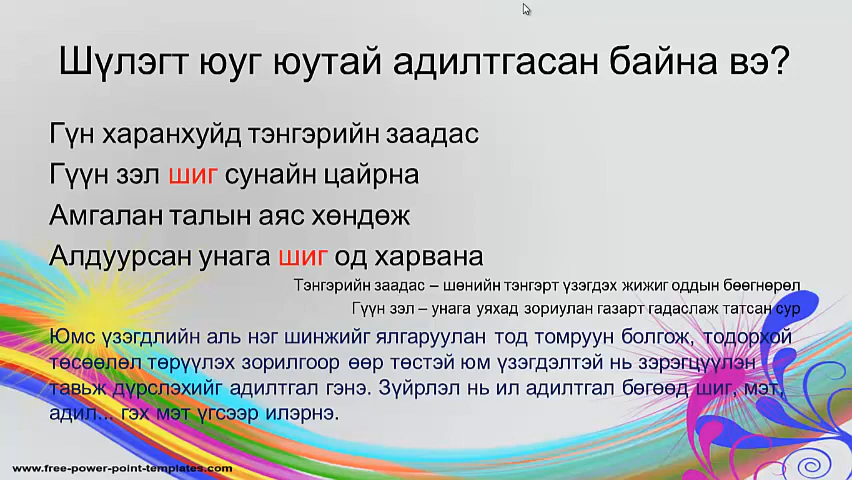 Шүлэгт юуг юутай адилтгасан байна вэ?
Гүн харанхуйд тэнгэрийн заадас
Гүүн зэл шиг сунайн цайрна
Амгалан талын аяс хөндөж
Алдуурсан унага шиг од харвана
Тэнгэрийн заадас – шөнийн тэнгэрт үзэгдэх жижиг оддын бөөгнөрөл
Гүүн зэл – унага уяхад зориулан газарт гадаслаж татсан сур
Юмс үзэгдлийн аль нэг шинжийг ялгаруулан тод томруун болгож, тодорхой
төсөөлөл төрүүлэх зорилгоор өөр төстэй юм үзэгдэлтэй нь зэрэгцүүлэн
тавьж дүрслэхийг адилтгал гэнэ. Зүйрлэл нь ил адилтгал бөгөөд шиг, мэт,
адил... гэх мэт үгсээр илэрнэ.
www.free-power-point-templates.com